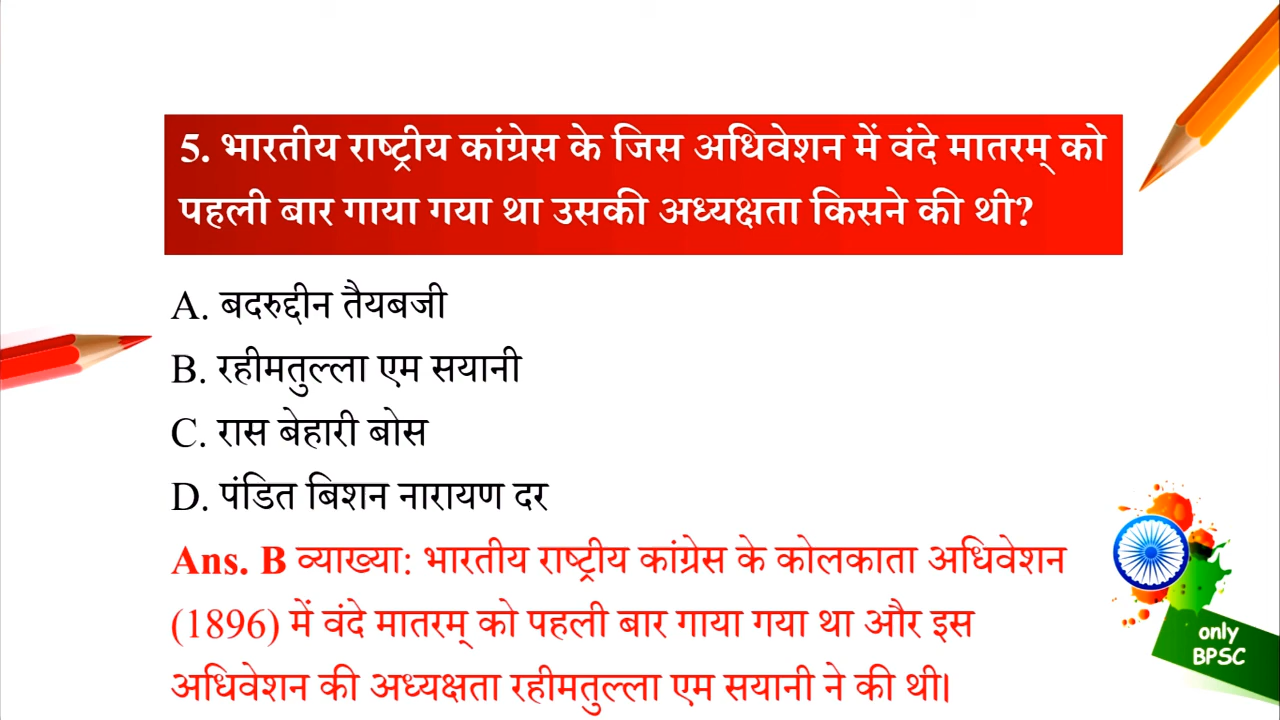 5. भारतीय राष्ट्रीय कांग्रेस के जिस अधिवेशन में वंदे मातरम् को
पहली बार गाया गया था उसकी अध्यक्षता किसने की थी?
A. बदरुद्दीन तैयबजी
B. रहीमतुल्ला एम सयानी
C. रास बेहारी बोस
D. पंडित बिशन नारायण दर
Ans. B व्याख्या: भारतीय राष्ट्रीय कांग्रेस के कोलकाता अधिवेशन
(1896) में वंदे मातरम् को पहली बार गाया गया था और इस
अधिवेशन की अध्यक्षता रहीमतुल्ला एम सयानी ने की थी।
only
BPSC